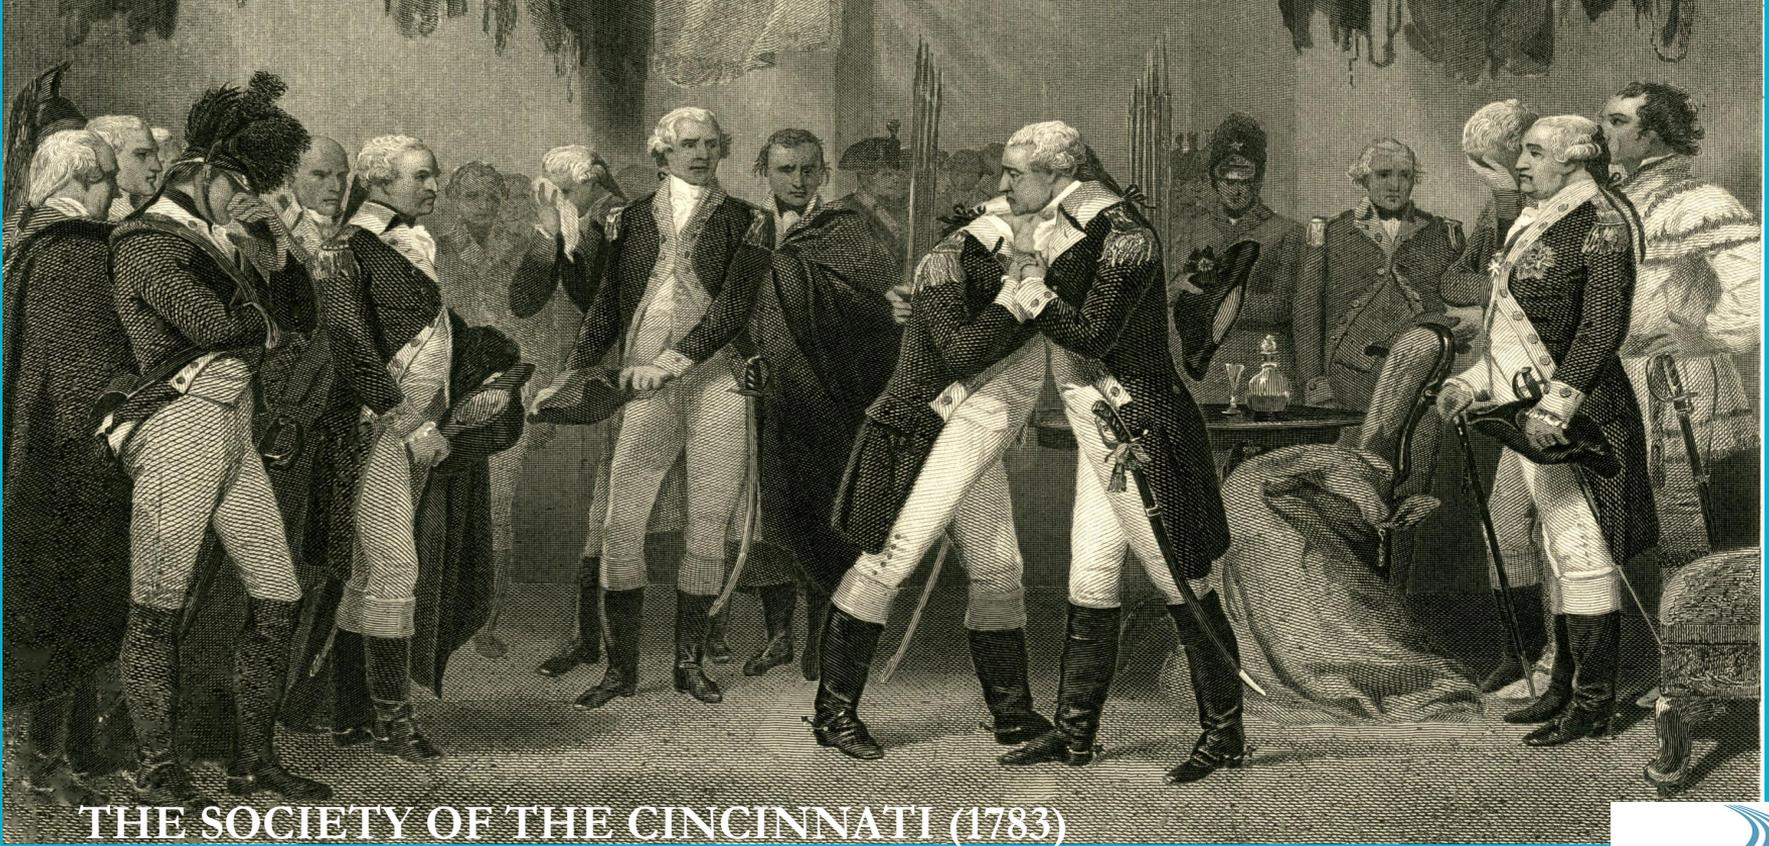 THE SOCIETY OF THE CINCINNATI (1783)